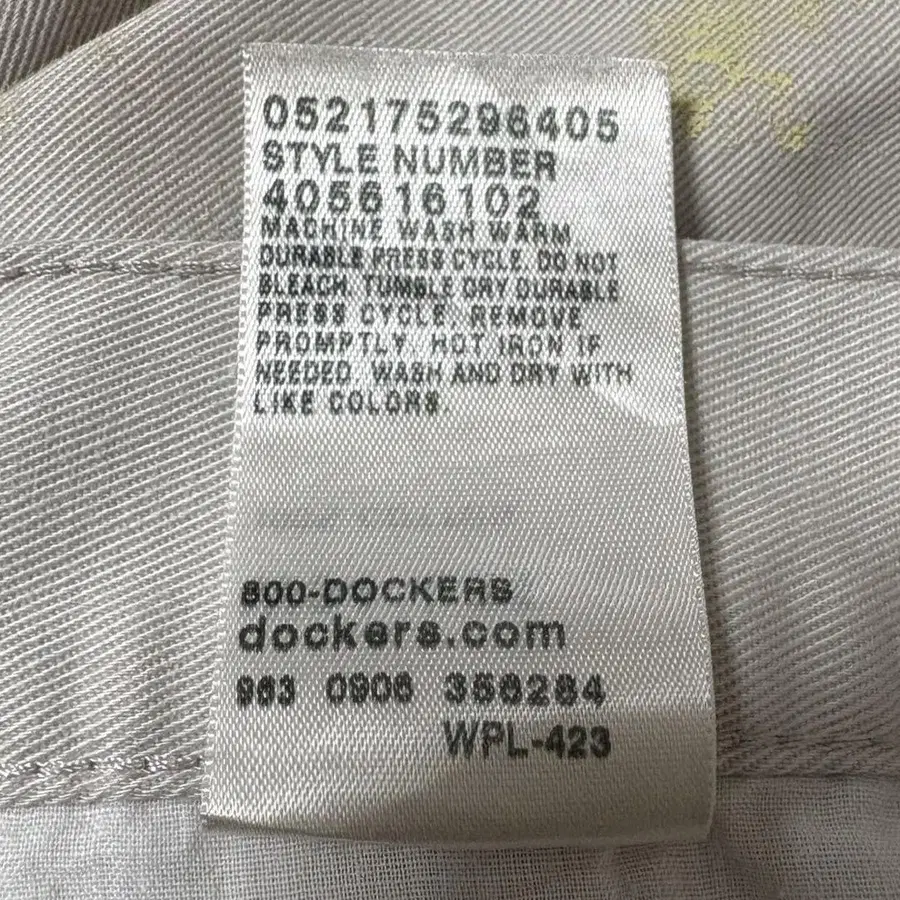 052175296405
STYLE NUMBER
405616102
MACHINE WASH WARM,
DURABLE PRESS CYCLE. DO NOT
BLEACH. TUMBLE DRY DURABLE
PRESS CYCLE. REMOVE
PROMPTLY. HOT IRON IF
NEEDED. WASH AND DRY WITH
LIKE COLORS.
800-DOCKERS
dockers.com
963 0906 356284
WPL-423